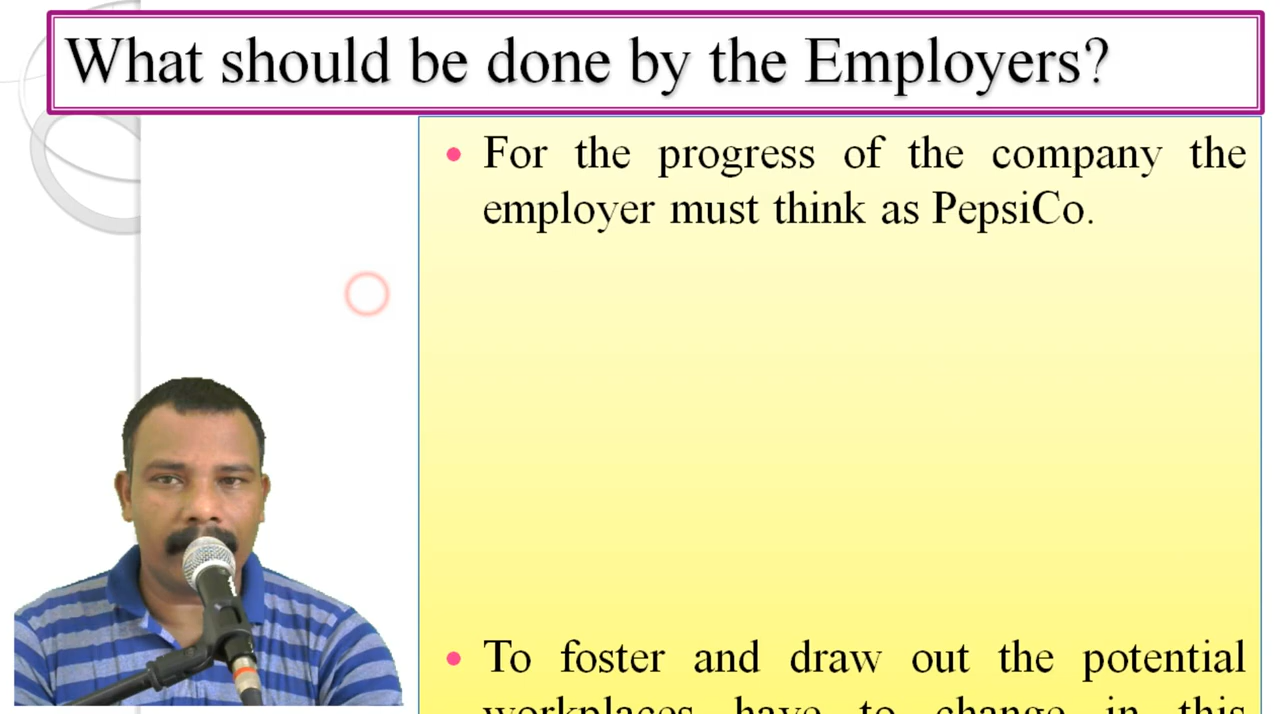 What should be done by the Employers?
For the progress of the company the
employer must think as PepsiCo.
To foster and draw out the potential
workplaces have to change in this